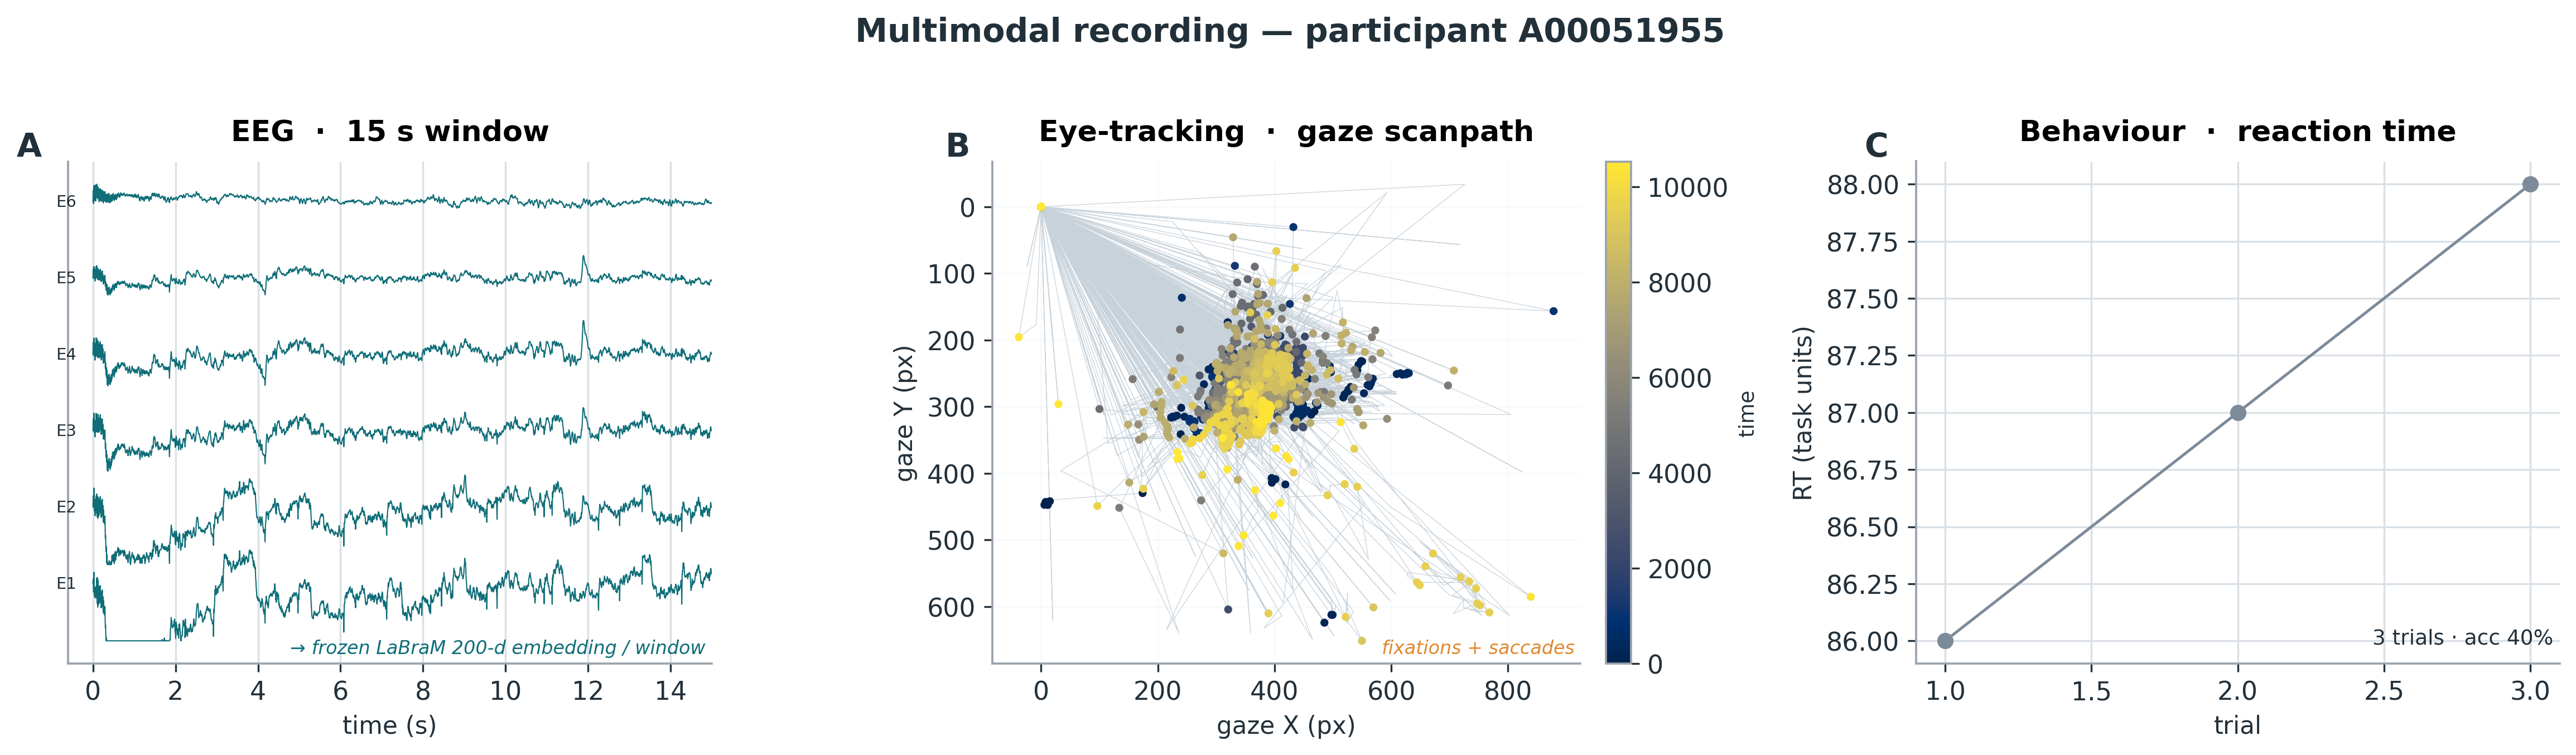 Multimodal recording — participant A00051955
A
EEG · 15 s window
E6
E5
E4
E3
E2
E1
→ frozen LaBraM 200-d embedding / window
0 2 4 6 8 10 12 14
time (s)
B
Eye-tracking · gaze scanpath
gaze Y (px)
0
100
200
300
400
500
600
fixations + saccades
0 200 400 600 800
gaze X (px)
10000
8000
6000
4000
2000
0
time
C
Behaviour · reaction time
RT (task units)
88.00
87.75
87.50
87.25
87.00
86.75
86.50
86.25
86.00
3 trials · acc 40%
1.0 1.5 2.0 2.5 3.0
trial